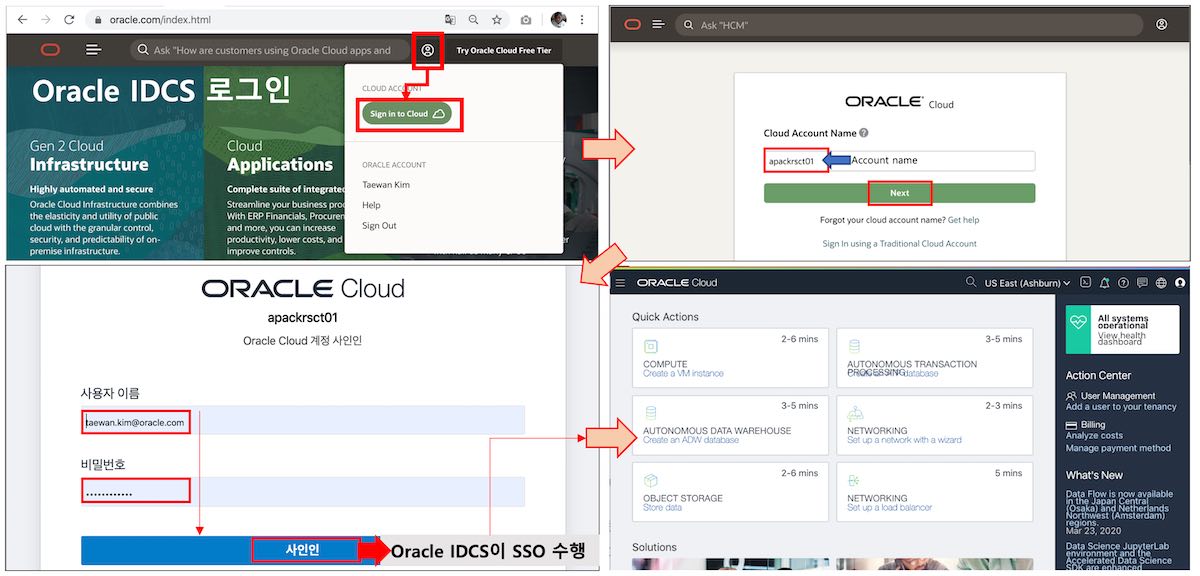 oracle.com/index.html
Ask "How are customers using Oracle Cloud apps and
Try Oracle Cloud Free Tier
Oracle IDCS 로그인
Gen 2 Cloud
Infrastructure
Highly automated and secure
Oracle Cloud Infrastructure combines
the elasticity and utility of public
cloud with the granular control,
security, and predictability of on-
premise infrastructure.
Cloud
Applications
Complete suite of integrated
Streamline your business proc
With ERP Financials, Procurem
and more, you can increase
productivity, lower costs, and
improve controls.
CLOUD ACCOUNT
Sign in to Cloud
ORACLE ACCOUNT
Taewan Kim
Help
Sign Out
Ask "HCM"
ORACLE Cloud
Cloud Account Name
apackrsct01
Account name
Next
Forgot your cloud account name? Get help
Sign In using a Traditional Cloud Account
ORACLE Cloud
apackrsct01
Oracle Cloud 계정 사인인
사용자 이름
taewan.kim@oracle.com
비밀번호
사인인
Oracle IDCS이 SSO 수행
ORACLE Cloud
US East (Ashburn)
Quick Actions
2-6 mins
COMPUTE
Create a VM instance
3-5 mins
AUTONOMOUS TRANSACTION
PROCESSING
database
3-5 mins
AUTONOMOUS DATA WAREHOUSE
Create an ADW database
2-3 mins
NETWORKING
Set up a network with a wizard
2-6 mins
OBJECT STORAGE
Store data
5 mins
NETWORKING
Set up a load balancer
Solutions
All systems
operational
View health
dashboard
Action Center
User Management
Add a user to your tenancy
Billing
Analyze costs
Manage payment method
What's New
Data Flow is now available
in the Japan Central
(Osaka) and Netherlands
Northwest (Amsterdam)
regions.
Mar 23, 2020
Data Science JupyterLab
environment and the
Accelerated Data Science
SDK are enhanced